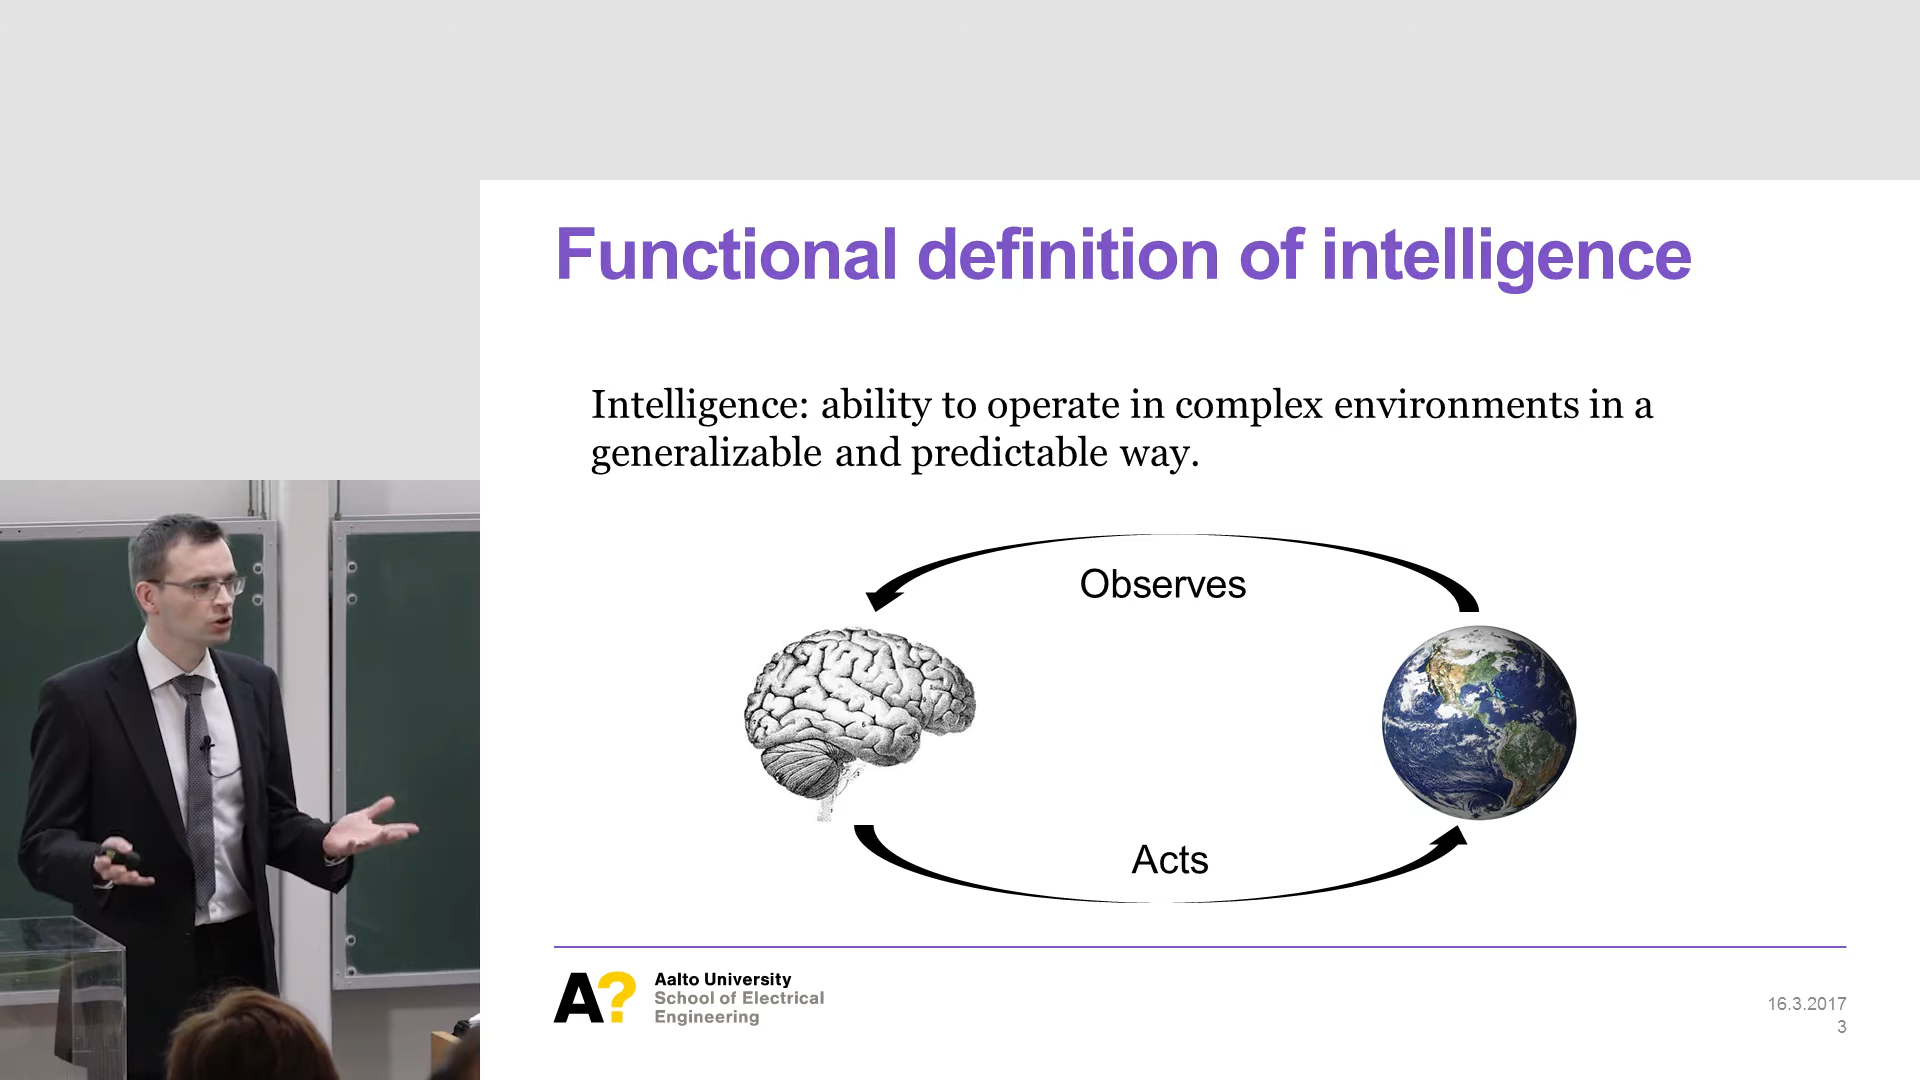 Functional definition of intelligence
Intelligence: ability to operate in complex environments in a
generalizable and predictable way.
Observes
Acts
A?
Aalto University
School of Electrical
Engineering
16.3.2017
3